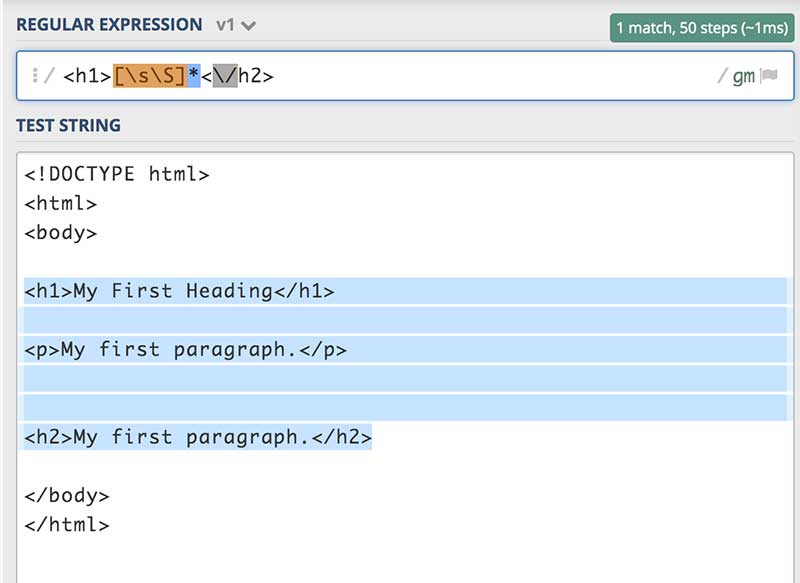 REGULAR EXPRESSION v1
1 match, 50 steps (~1ms)
/ <h1>[\s\S]*<\/h2> / gm
TEST STRING
<!DOCTYPE html>
<html>
<body>
<h1>My First Heading</h1>
<p>My first paragraph.</p>
<h2>My first paragraph.</h2>
</body>
</html>